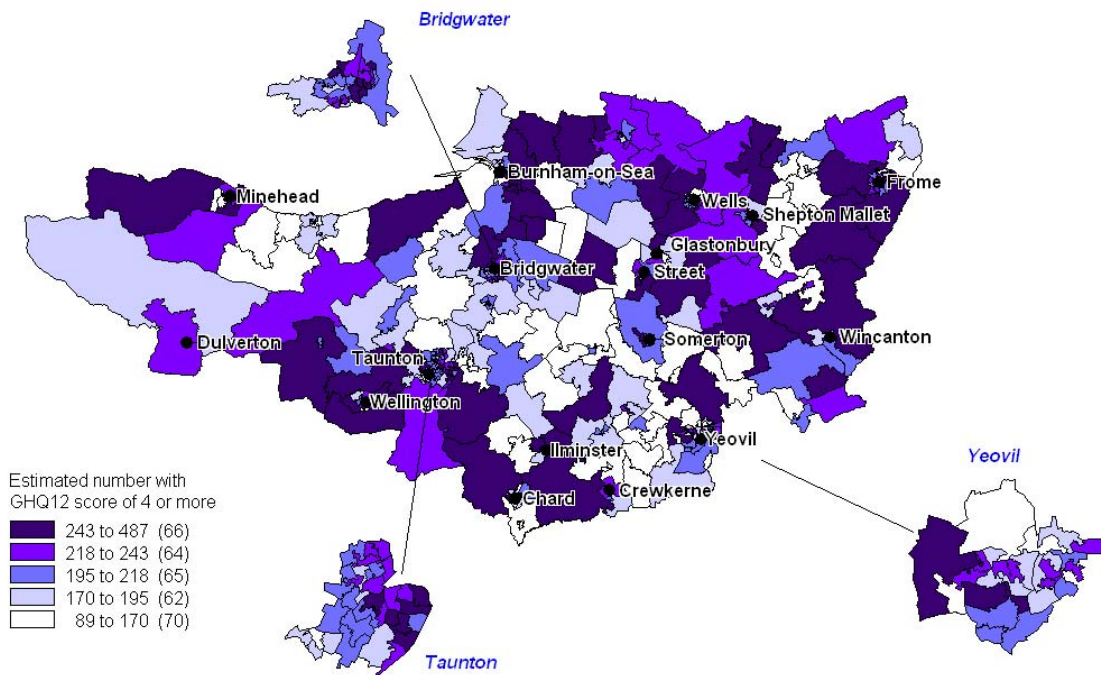 Bridgwater
Burnham-on-Sea
Minehead
Frome
Wells
Shepton Mallet
Glastonbury
Street
Bridgwater
Dulverton
Somerton
Wincanton
Taunton
Wellington
Yeovil
Ilminster
Yeovil
Crewkerne
Chard
Estimated number with
GHQ12 score of 4 or more
243 to 487 (66)
218 to 243 (64)
195 to 218 (65)
170 to 195 (62)
89 to 170 (70)
Taunton